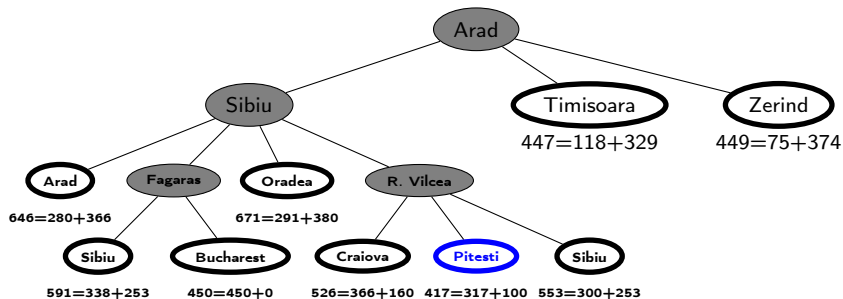 Arad
Sibiu Timisoara Zerind
447=118+329 449=75+374
Arad Fagaras Oradea R. Vilcea
646=280+366 671=291+380
Sibiu Bucharest Craiova Pitesti Sibiu
591=338+253 450=450+0 526=366+160 417=317+100 553=300+253